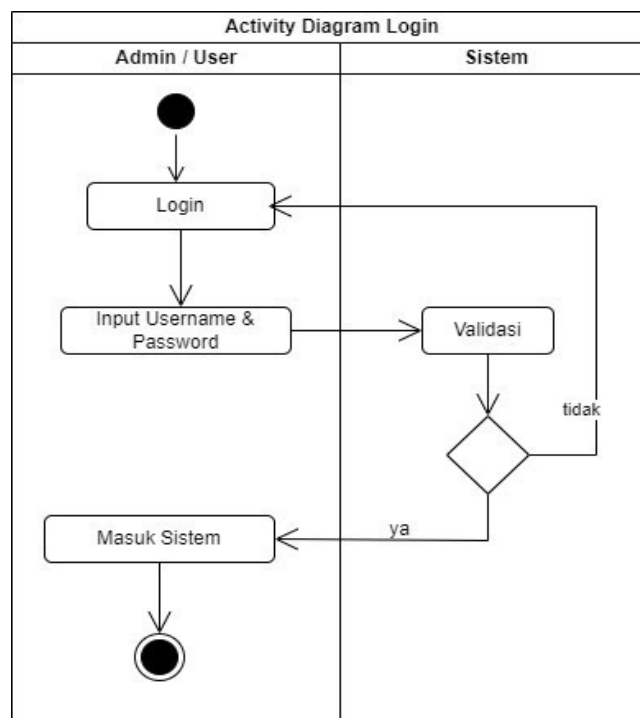 Activity Diagram Login
Admin / User
Sistem
Login
Input Username &
Password
Validasi
tidak
ya
Masuk Sistem